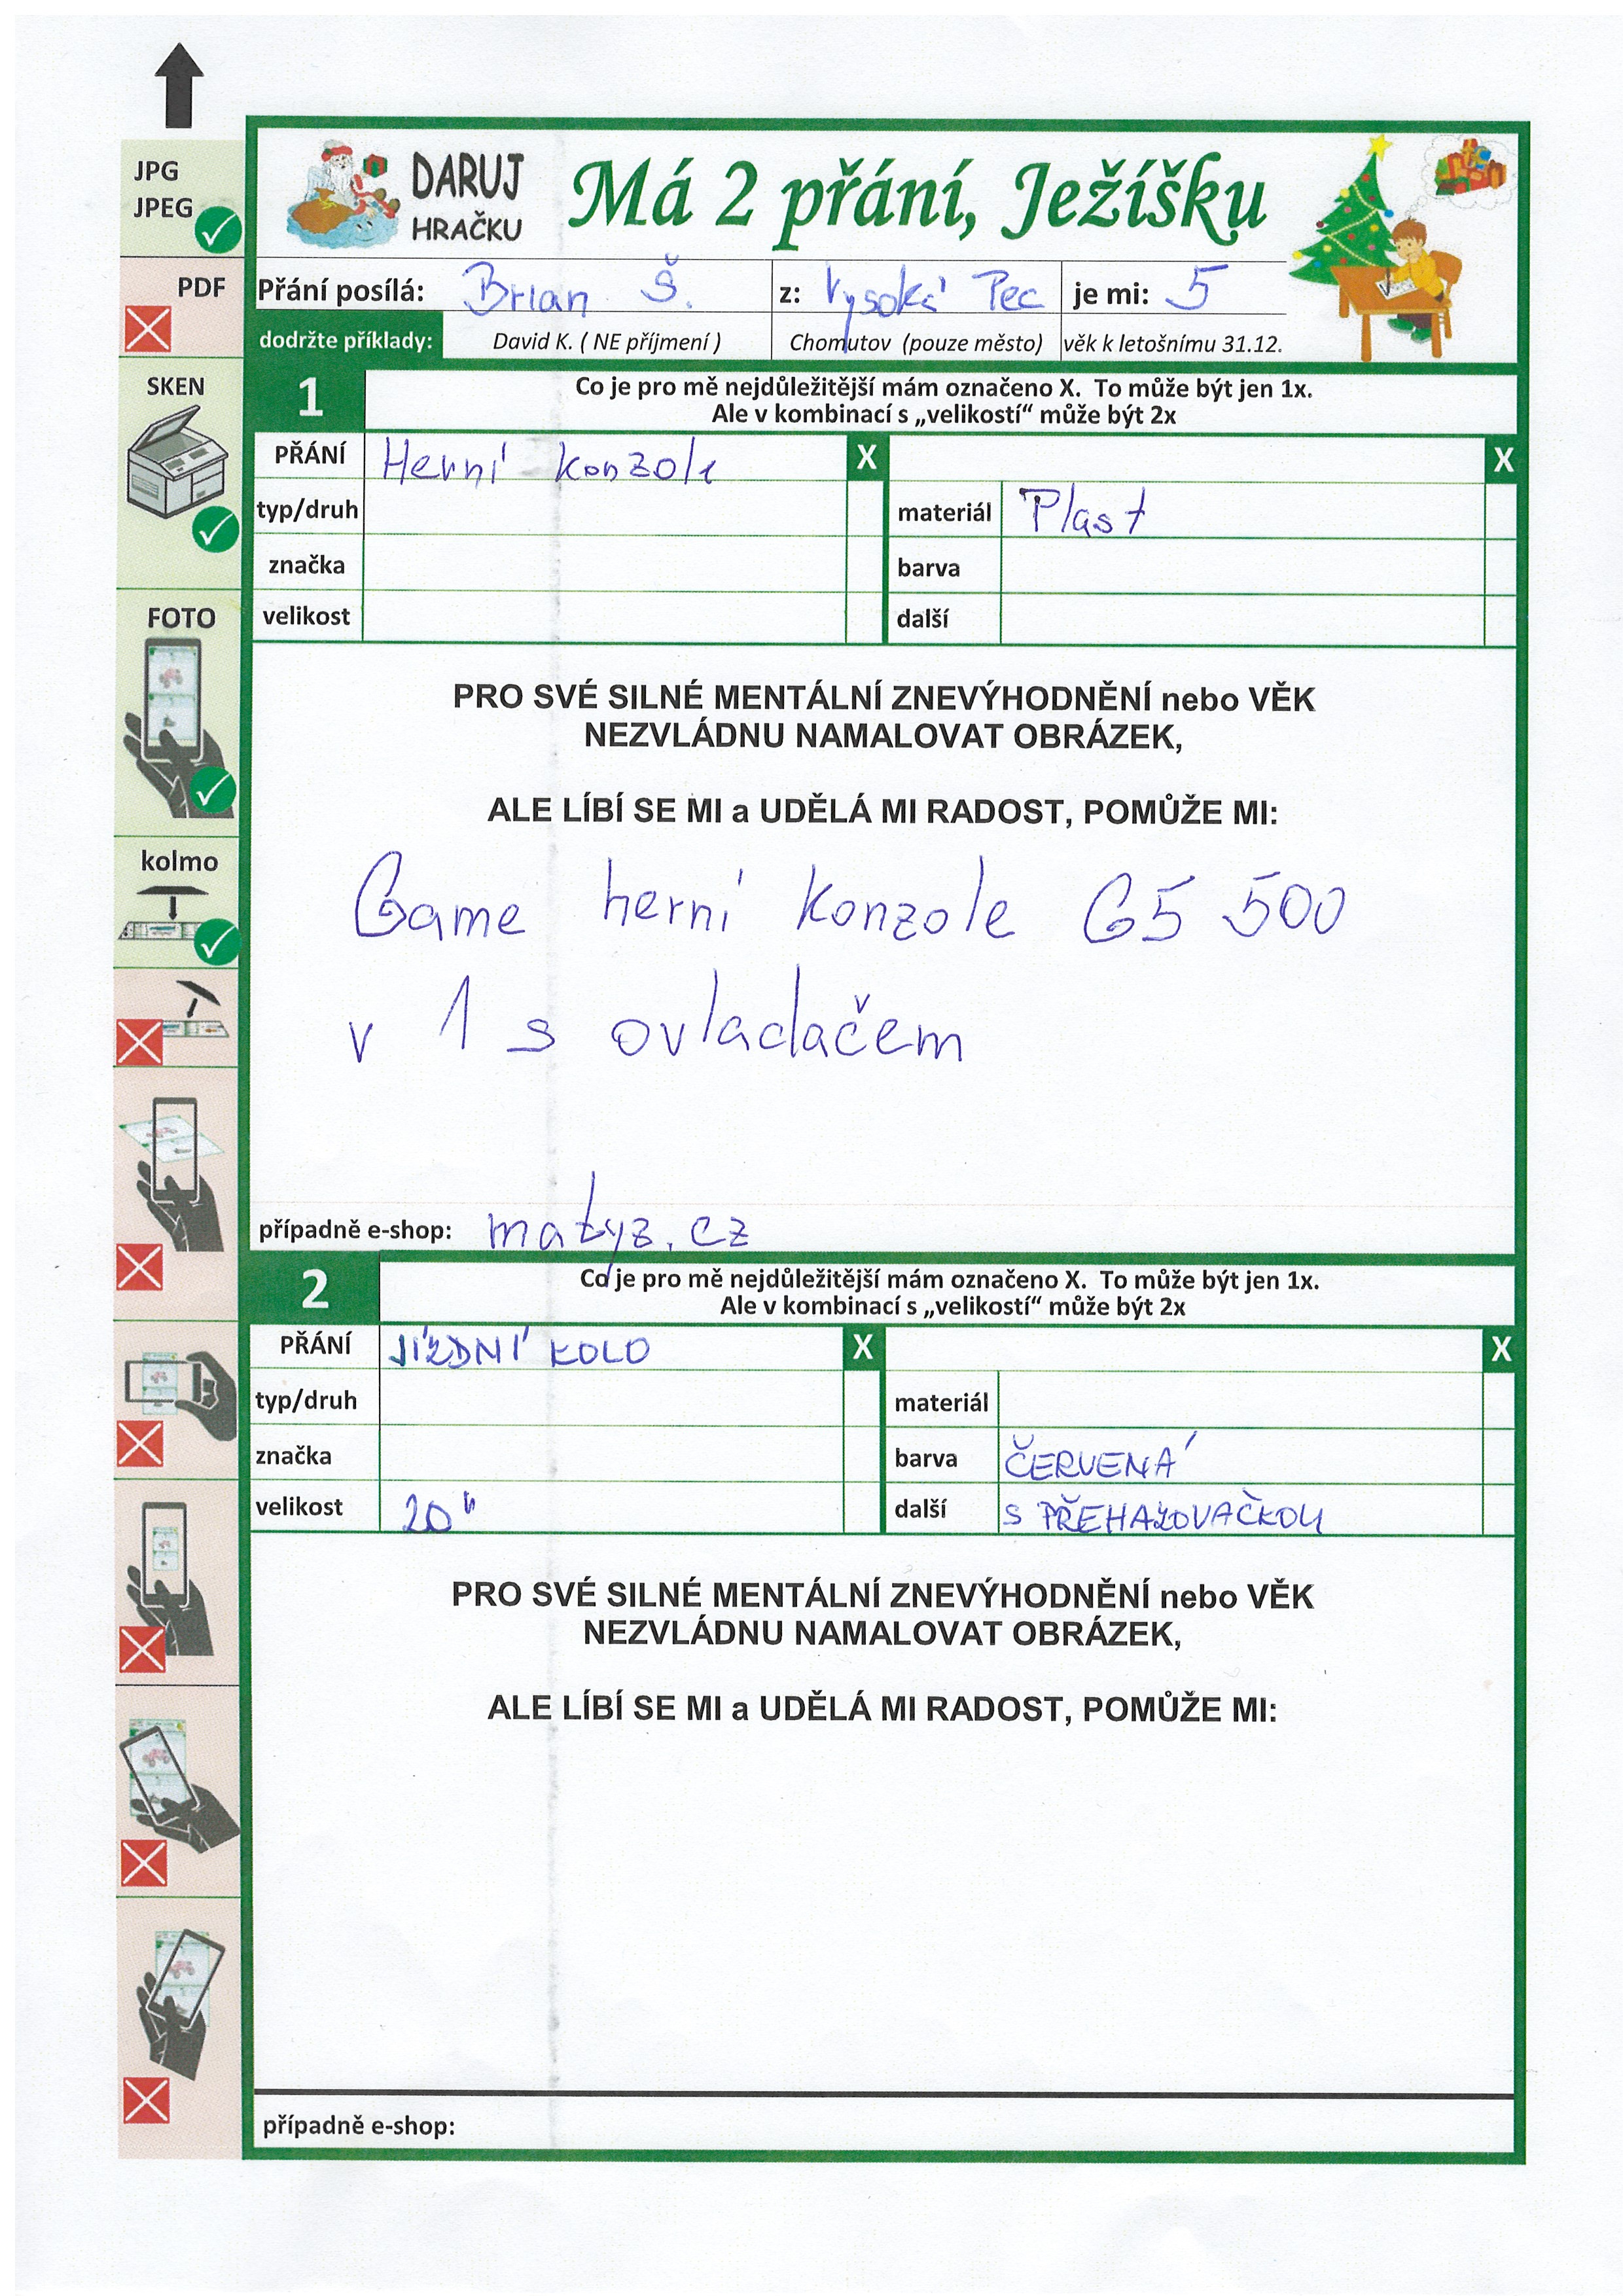 JPG
JPEG
PDF
SKEN
FOTO
kolmo
DARUJ
HRAČKU
Má 2 přání, Ježíšku
Přání posílá: Brian Š. z: Vysoká Pec je mi: 5
dodržte příklady: David K. ( NE příjmení ) Chomutov (pouze město) věk k letošnímu 31.12.
1 Co je pro mě nejdůležitější mám označeno X. To může být jen 1x.
Ale v kombinací s „velikostí“ může být 2x
PŘÁNÍ Herní konzole X X
typ/druh materiál Plast
značka barva
velikost další
PRO SVÉ SILNÉ MENTÁLNÍ ZNEVÝHODNĚNÍ nebo VĚK
NEZVLÁDNU NAMALOVAT OBRÁZEK,
ALE LÍBÍ SE MI a UDĚLÁ MI RADOST, POMŮŽE MI:
Game herní konzole G5 500
v 1 s ovladačem
případně e-shop: matyz.cz
2 Co je pro mě nejdůležitější mám označeno X. To může být jen 1x.
Ale v kombinací s „velikostí“ může být 2x
PŘÁNÍ JÍZDNÍ KOLO X X
typ/druh materiál
značka barva ČERVENÁ
velikost 20" další S PŘEHAZOVAČKOU
PRO SVÉ SILNÉ MENTÁLNÍ ZNEVÝHODNĚNÍ nebo VĚK
NEZVLÁDNU NAMALOVAT OBRÁZEK,
ALE LÍBÍ SE MI a UDĚLÁ MI RADOST, POMŮŽE MI:
případně e-shop: